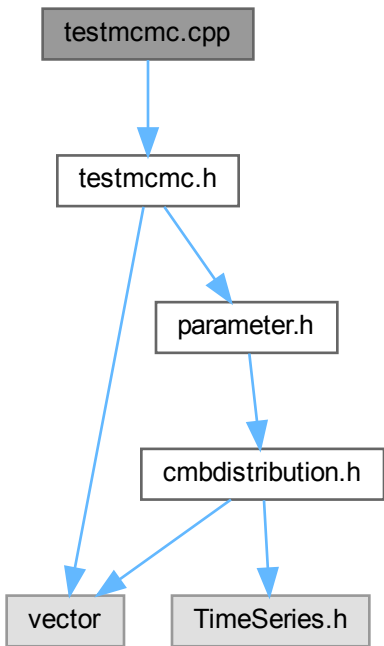 testmcmc.cpp
testmcmc.h
parameter.h
cmbdistribution.h
vector
TimeSeries.h